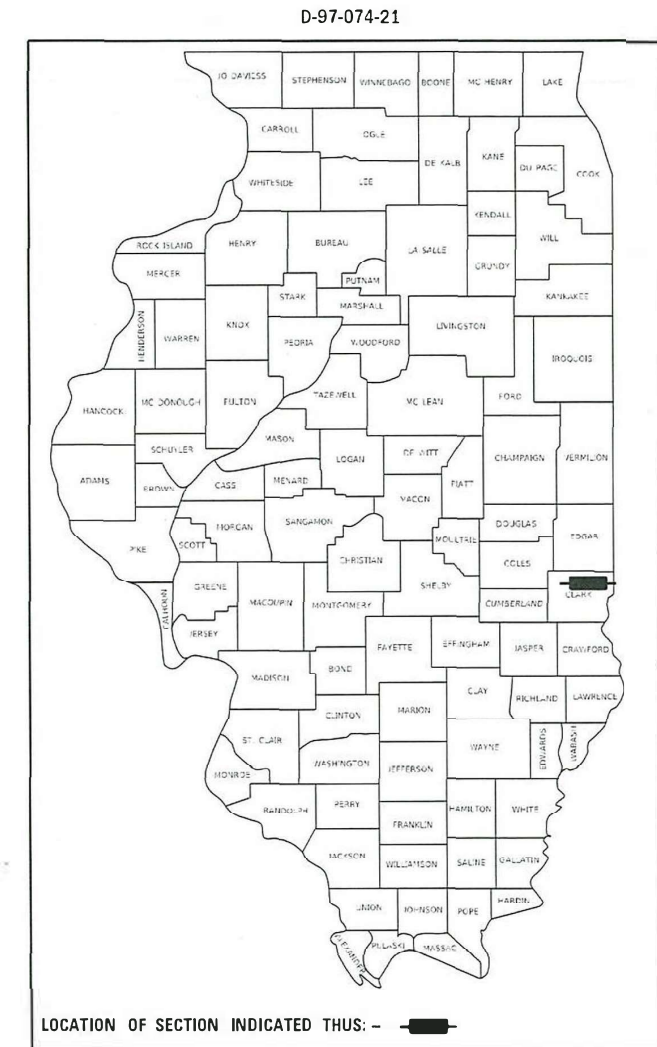 D-97-074-21
JO DAVIESS STEPHENSON WINNEBAGO BOONE MC HENRY LAKE
CARROLL OGLE
DE KALB KANE DU PAGE COOK
WHITESIDE LEE
KENDALL
ROCK ISLAND HENRY BUREAU LA SALLE WILL
MERCER GRUNDY
PUTNAM
STARK MARSHALL KANKAKEE
HENDERSON WARREN KNOX PEORIA WOODFORD LIVINGSTON
IROQUOIS
HANCOCK MC DONOUGH FULTON TAZEWELL MC LEAN FORD
MASON
SCHUYLER
ADAMS BROWN CASS MENARD LOGAN DE WITT CHAMPAIGN VERMILION
PIATT
MACON
PIKE SCOTT MORGAN SANGAMON MOULTRIE DOUGLAS EDGAR
CHRISTIAN COLES
GREENE SHELBY
CALHOUN MACOUPIN MONTGOMERY CUMBERLAND CLARK
JERSEY
FAYETTE EFFINGHAM JASPER CRAWFORD
MADISON BOND
CLAY RICHLAND LAWRENCE
CLINTON MARION
ST. CLAIR WAYNE EDWARDS WABASH
MONROE WASHINGTON JEFFERSON
RANDOLPH PERRY HAMILTON WHITE
FRANKLIN
JACKSON WILLIAMSON SALINE GALLATIN
UNION JOHNSON POPE HARDIN
ALEXANDER PULASKI MASSAC
LOCATION OF SECTION INDICATED THUS: -